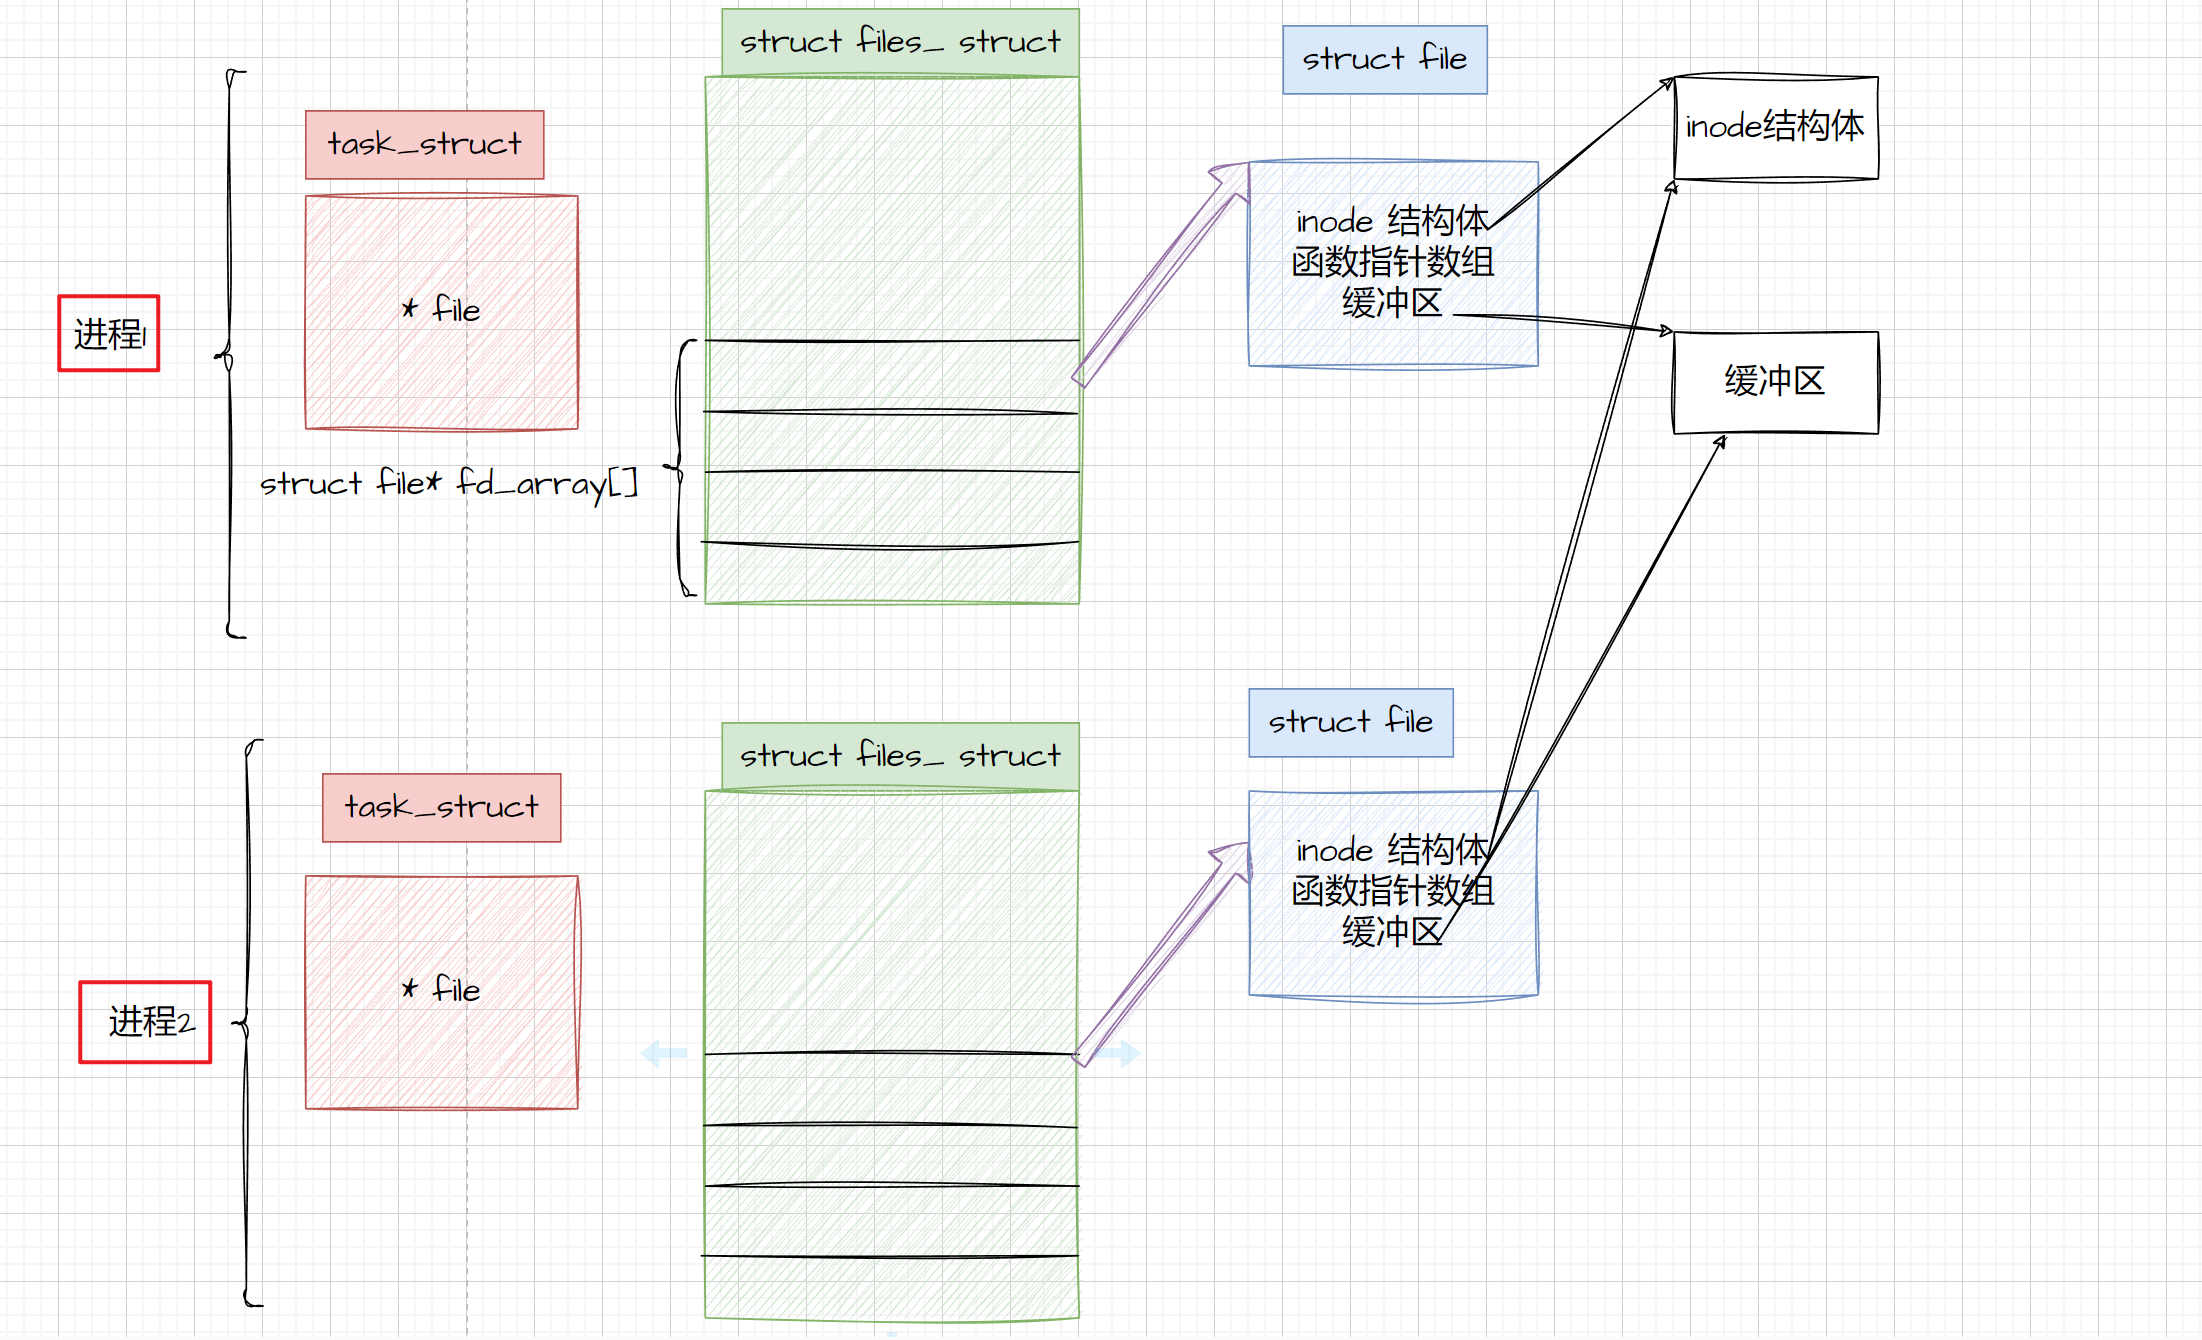 struct files_ struct
struct file
task_struct
inode结构体
inode 结构体
函数指针数组
缓冲区
* file
进程1
缓冲区
struct file* fd_array[]
struct files_ struct
struct file
task_struct
inode 结构体
函数指针数组
缓冲区
* file
进程2